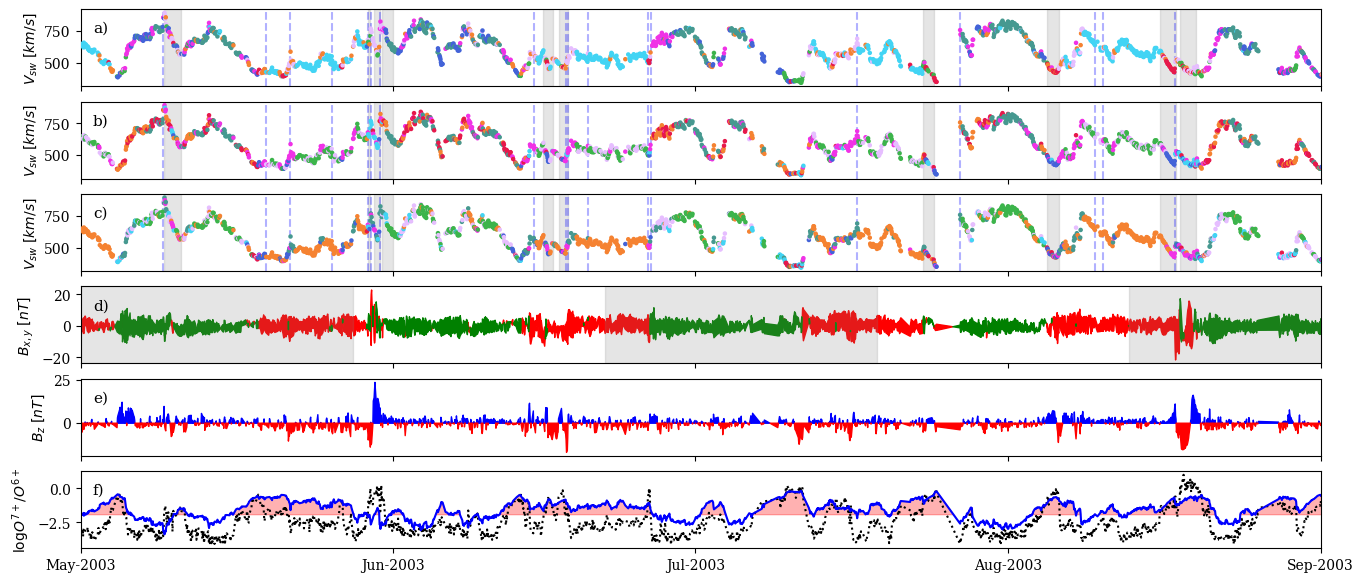 a)
V_sw [km/s]
750
500
b)
V_sw [km/s]
750
500
c)
V_sw [km/s]
750
500
d)
B_x,y [nT]
20
0
−20
e)
B_z [nT]
25
0
f)
logO^7+/O^6+
0.0
−2.5
May-2003 Jun-2003 Jul-2003 Aug-2003 Sep-2003